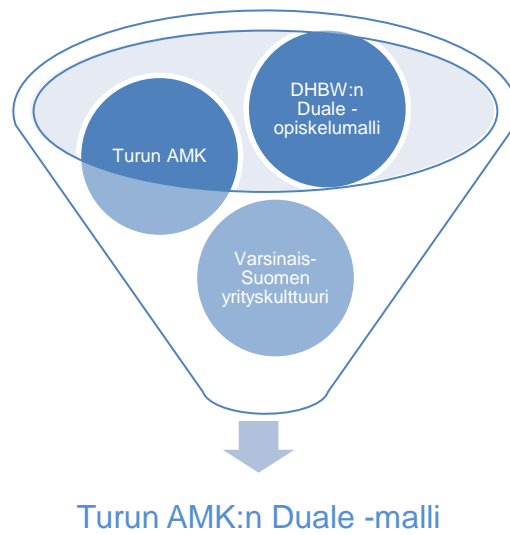 DHBW:n
Duale -
opiskelumalli
Turun AMK
Varsinais-
Suomen
yrityskulttuuri
Turun AMK:n Duale -malli